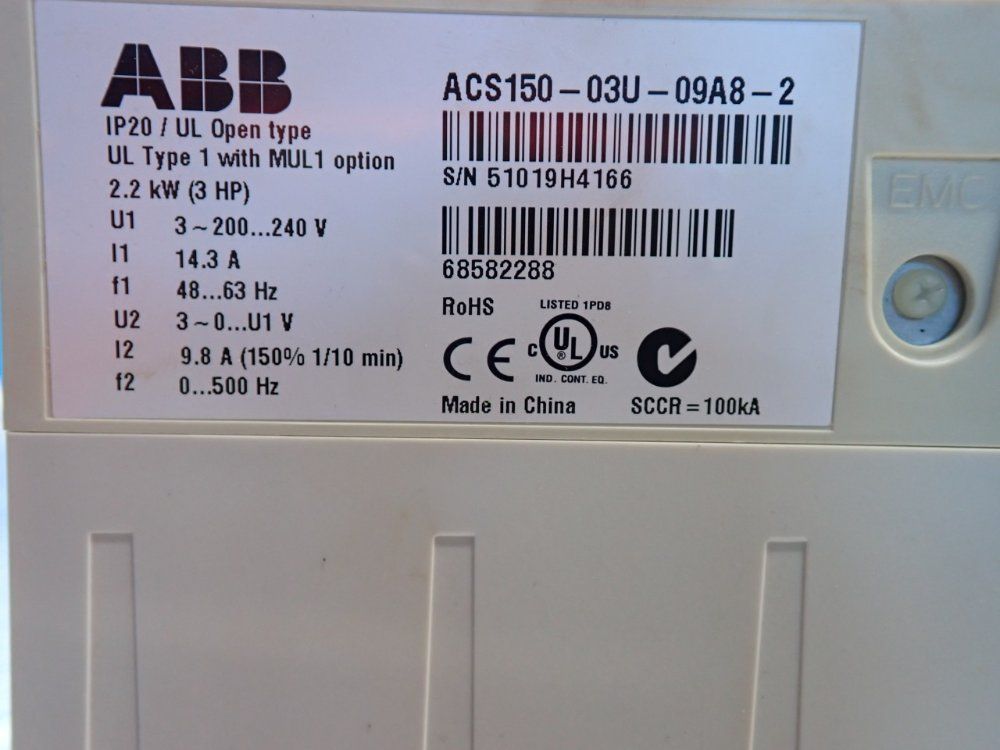 ABB
IP20 / UL Open type
UL Type 1 with MUL1 option
2.2 kW (3 HP)
U1 3~200...240 V
I1 14.3 A
f1 48...63 Hz
U2 3~0...U1 V
I2 9.8 A (150% 1/10 min)
f2 0...500 Hz
ACS150-03U-09A8-2
S/N 51019H4166
68582288
RoHS
LISTED 1PD8
CE
C UL ® US
IND. CONT. EQ.
Made in China
SCCR=100kA
EMC